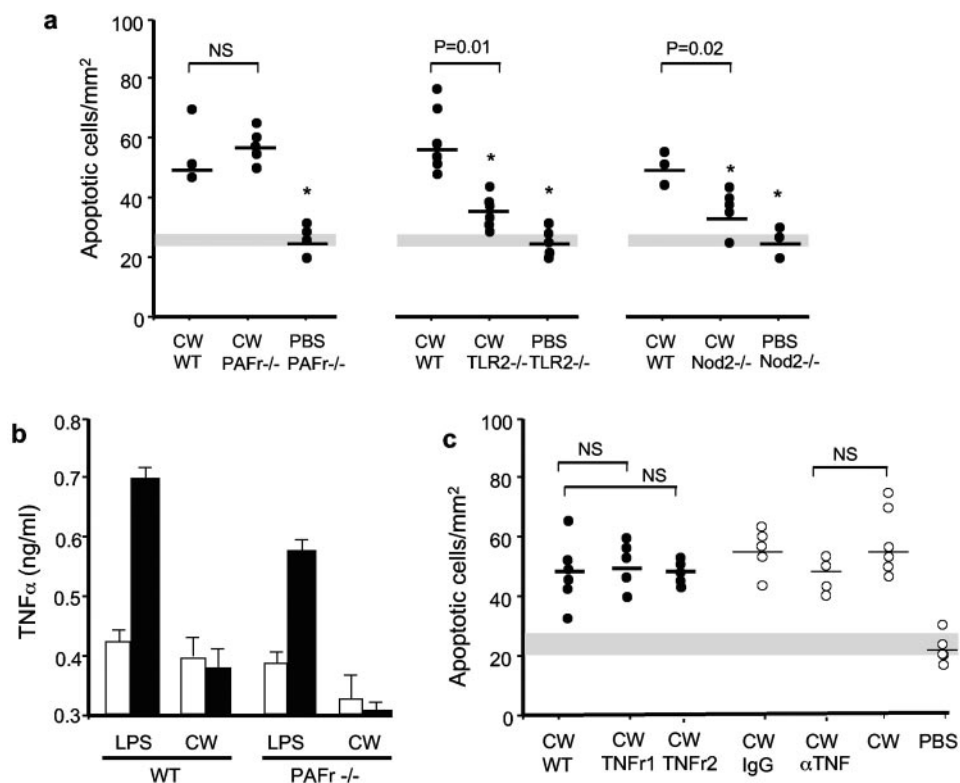 a
100
80
60
40
20
0
Apoptotic cells/mm²
NS
P=0.01
P=0.02
*
*
*
*
*
CW CW PBS CW CW PBS CW CW PBS
WT PAFr-/- PAFr-/- WT TLR2-/- TLR2-/- WT Nod2-/- Nod2-/-
b
0.8
0.7
0.6
0.5
0.4
0.3
TNFα (ng/ml)
LPS CW LPS CW
WT PAFr -/-
c
100
80
60
40
20
0
Apoptotic cells/mm²
NS
NS
NS
CW CW CW CW CW CW PBS
WT TNFr1 TNFr2 IgG αTNF